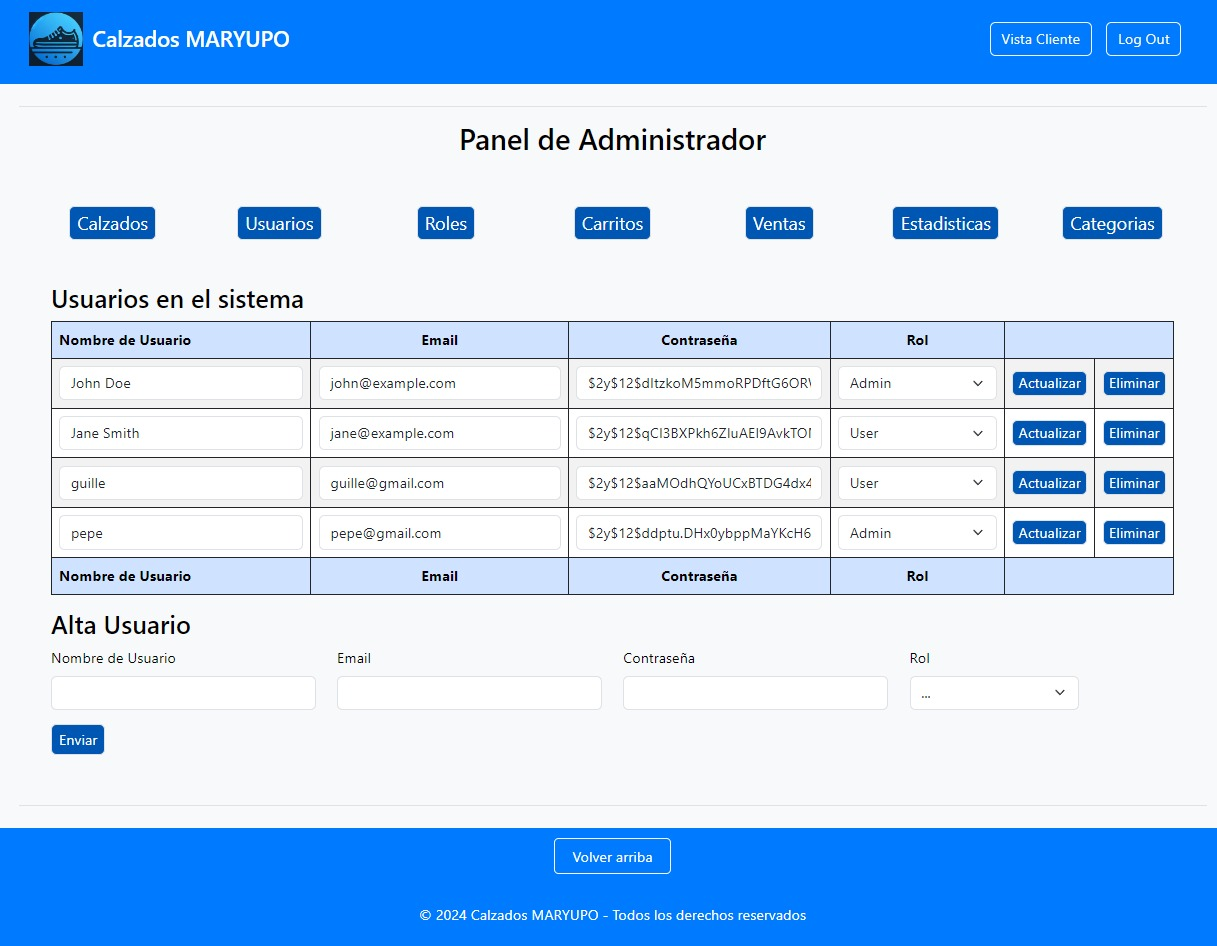 Calzados MARYUPO
Vista Cliente
Log Out
Panel de Administrador
Calzados Usuarios Roles Carritos Ventas Estadisticas Categorias
Usuarios en el sistema
Nombre de Usuario Email Contraseña Rol
John Doe john@example.com Admin Actualizar Eliminar
Jane Smith jane@example.com User Actualizar Eliminar
guille guille@gmail.com User Actualizar Eliminar
pepe pepe@gmail.com $2y$12$ddptu.DHx0ybppMaYKcH6 Admin Actualizar Eliminar
Nombre de Usuario Email Contraseña Rol
Alta Usuario
Nombre de Usuario Email Contraseña Rol
...
Enviar
Volver arriba
© 2024 Calzados MARYUPO - Todos los derechos reservados